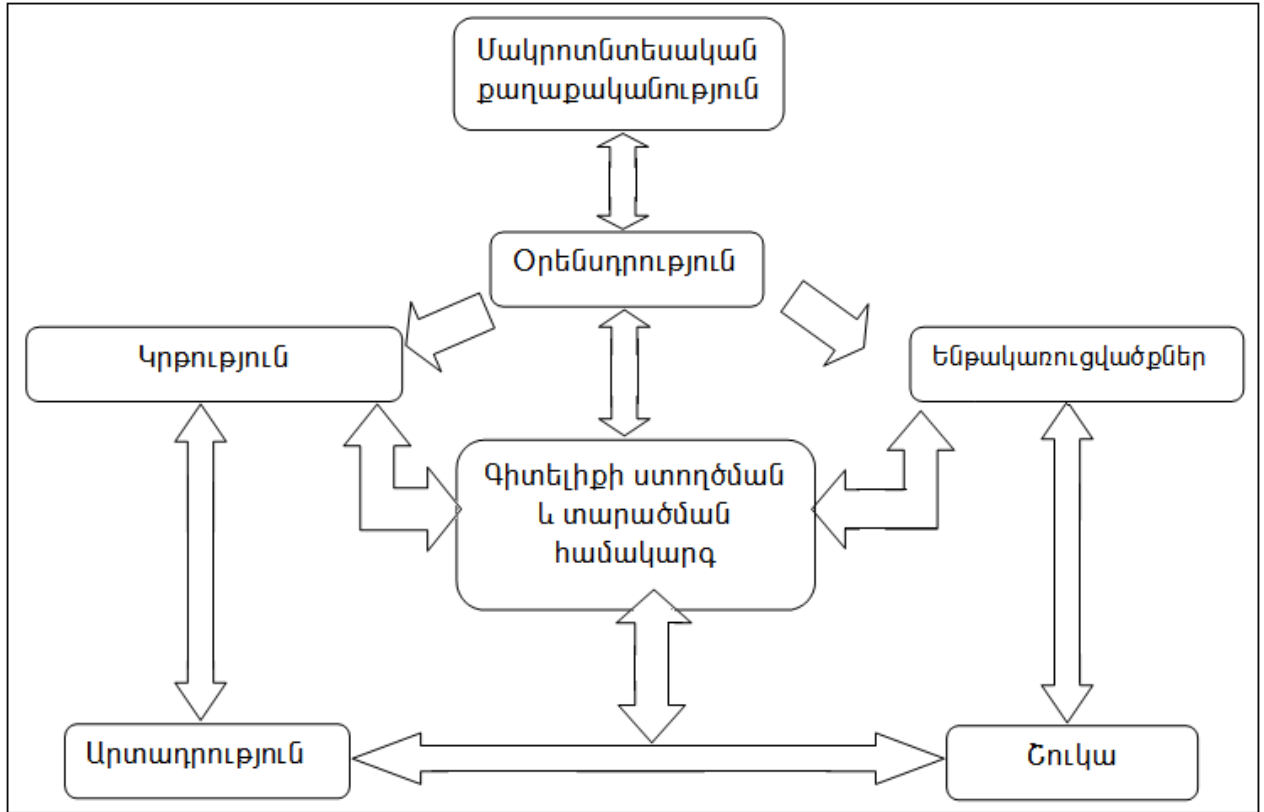 Մակրոտնտեսական
քաղաքականություն
Օրենսդրություն
Կրթություն
Ենթակառուցվածքներ
Գիտելիքի ստողծման
և տարածման
համակարգ
Արտադրություն
Շուկա